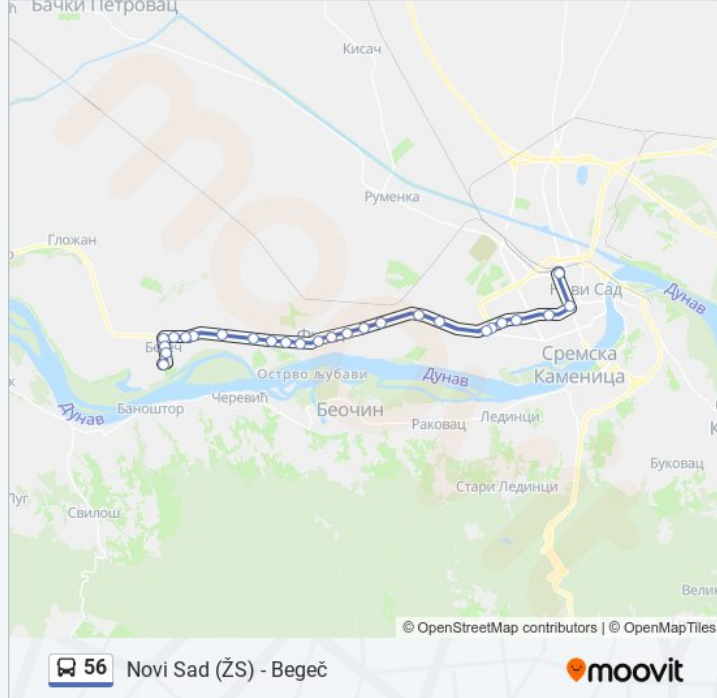 Бачки Петровац
Кисач
Руменка
Гложан
Нови Сад
Дунав
Бегеч
Футог
Сремска
Каменица
Острво љубави
Дунав
Черевић
Баноштор
Беочин
Дунав
Раковац
Лединци
Буковац
Стари Лединци
Свилош
© OpenStreetMap contributors | © OpenMapTiles
56 Novi Sad (ŽS) - Begeč
moovit